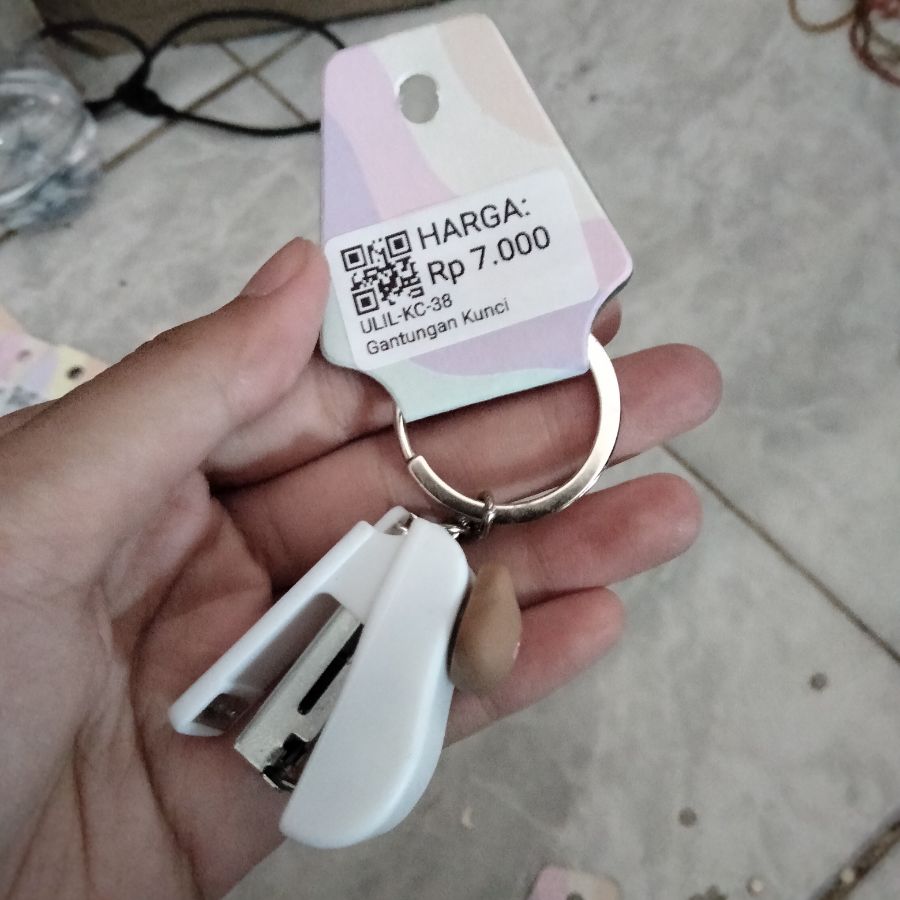 HARGA:
Rp 7.000
ULIL-KC-38
Gantungan Kunci